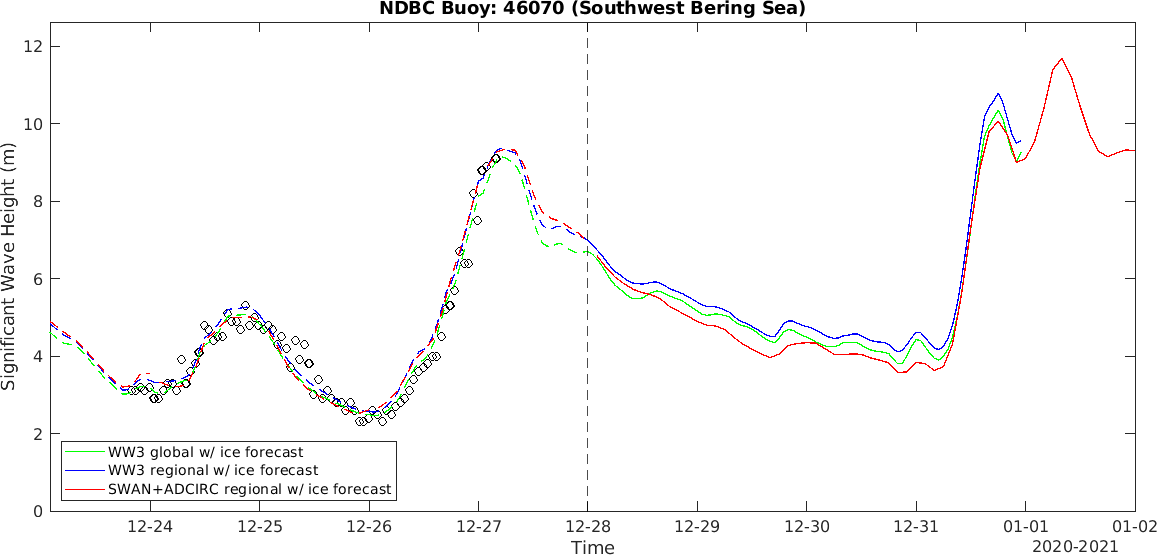 NDBC Buoy: 46070 (Southwest Bering Sea)
Significant Wave Height (m)
12
10
8
6
4
2
0
WW3 global w/ ice forecast
WW3 regional w/ ice forecast
SWAN+ADCIRC regional w/ ice forecast
12-24 12-25 12-26 12-27 12-28 12-29 12-30 12-31 01-01 01-02
Time
2020-2021